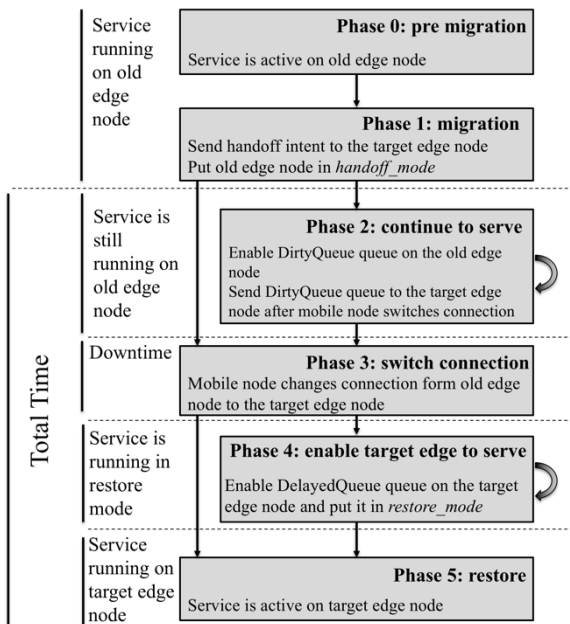 Service
running
on old
edge
node
Phase 0: pre migration
Service is active on old edge node
Phase 1: migration
Send handoff intent to the target edge node
Put old edge node in handoff_mode
Total Time
Service is
still
running on
old edge
node
Phase 2: continue to serve
Enable DirtyQueue queue on the old edge
node
Send DirtyQueue queue to the target edge
node after mobile node switches connection
Downtime
Phase 3: switch connection
Mobile node changes connection form old edge
node to the target edge node
Service is
running in
restore
mode
Phase 4: enable target edge to serve
Enable DelayedQueue queue on the target
edge node and put it in restore_mode
Service
running on
target edge
node
Phase 5: restore
Service is active on target edge node